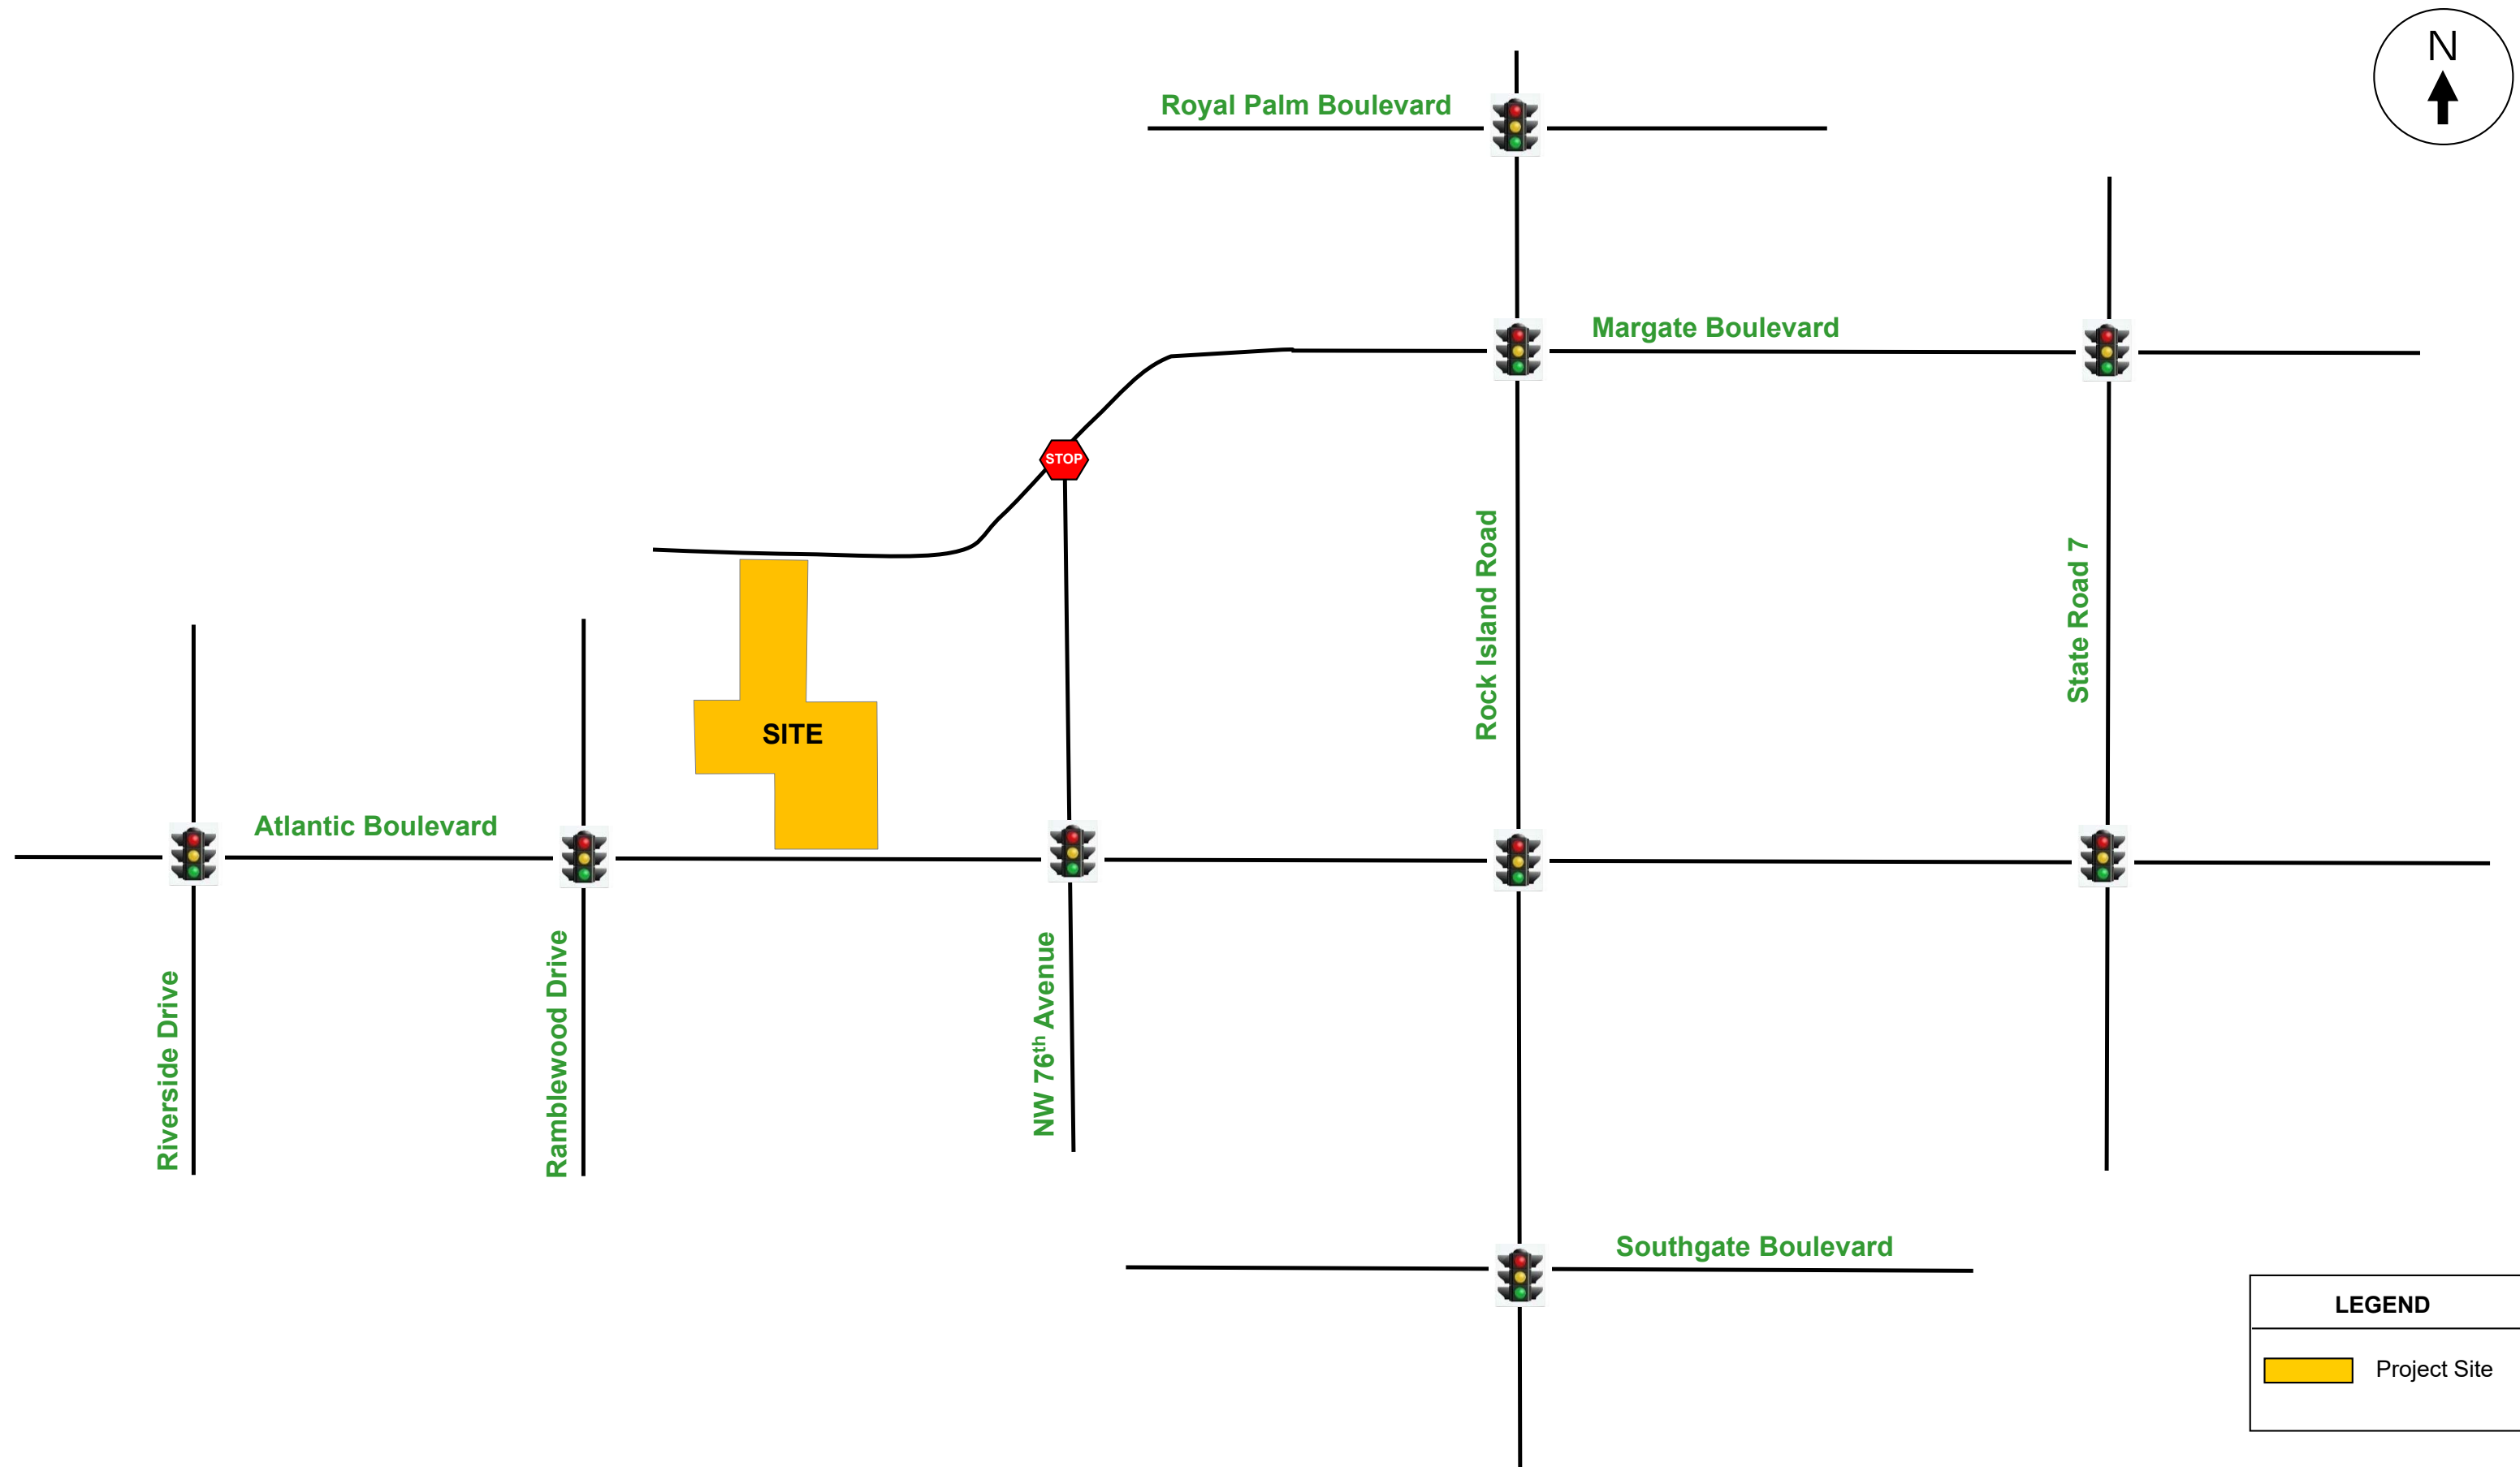 N
Royal Palm Boulevard
Margate Boulevard
STOP
Rock Island Road
State Road 7
SITE
Atlantic Boulevard
Riverside Drive
Ramblewood Drive
NW 76th Avenue
Southgate Boulevard
LEGEND
Project Site